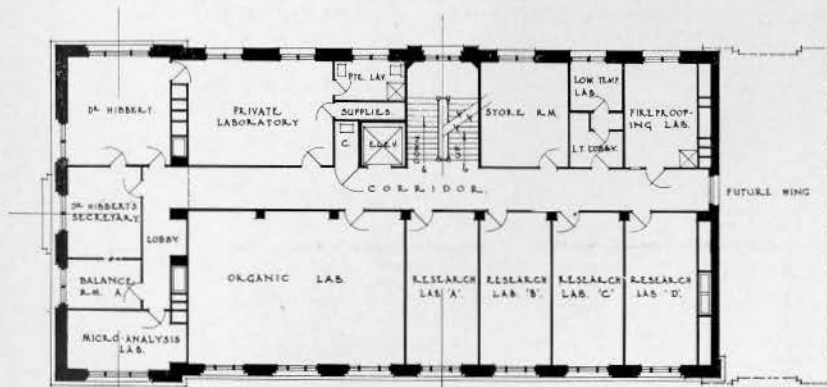 DR HIBBERT.
PRIVATE
LABORATORY
PTE. LAV.
SUPPLIES.
C.
ELEV.
DOWN
UP
STORE RM.
LOW TEMP.
LAB.
L.T. LOBBY.
FIREPROOF-
ING LAB.
CORRIDOR.
FUTURE WING
DR HIBBERT'S
SECRETARY.
LOBBY.
BALANCE
RM. A.
MICRO-ANALYSIS
LAB.
ORGANIC LAB.
RESEARCH
LAB. 'A'.
RESEARCH
LAB. 'B'.
RESEARCH
LAB. 'C'
RESEARCH
LAB. 'D'.